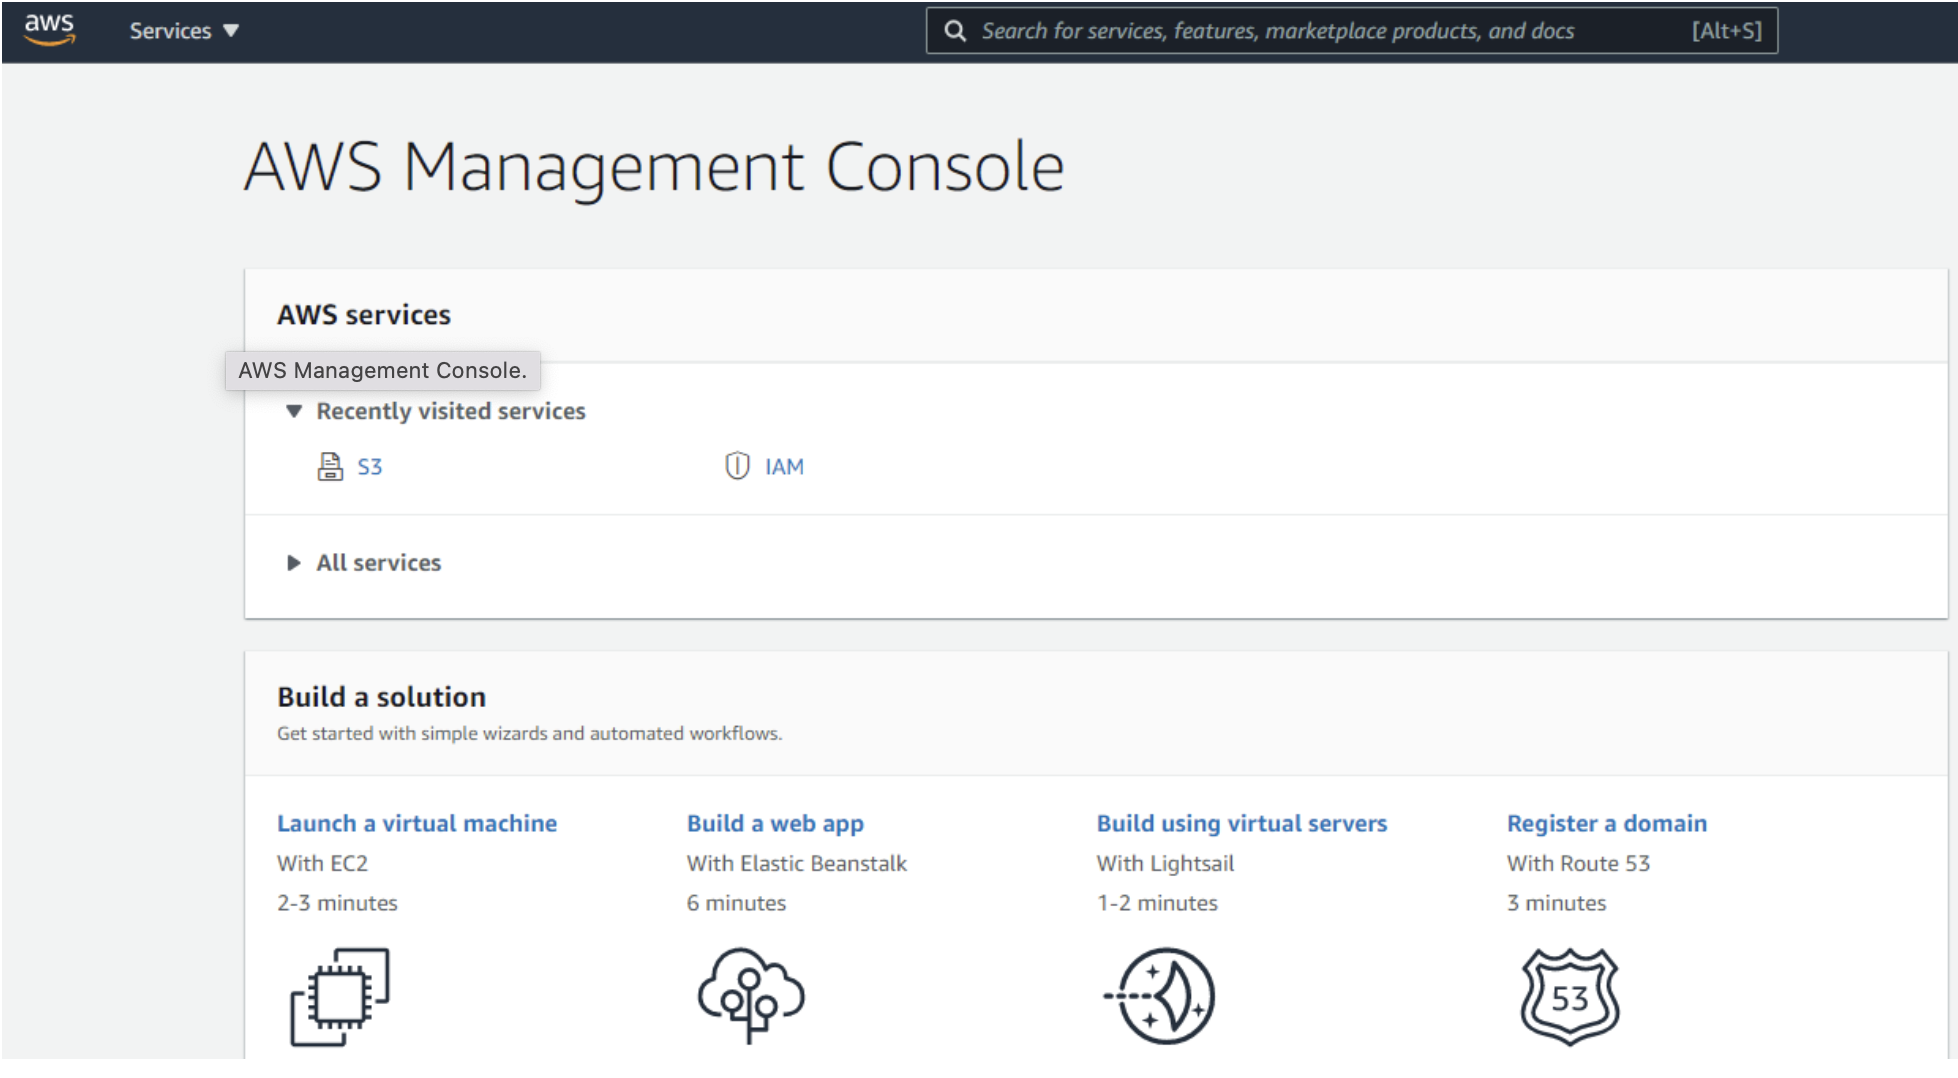 aws Services Search for services, features, marketplace products, and docs [Alt+S]
AWS Management Console
AWS services
AWS Management Console.
Recently visited services
S3 IAM
All services
Build a solution
Get started with simple wizards and automated workflows.
Launch a virtual machine Build a web app Build using virtual servers Register a domain
With EC2 With Elastic Beanstalk With Lightsail With Route 53
2-3 minutes 6 minutes 1-2 minutes 3 minutes
53